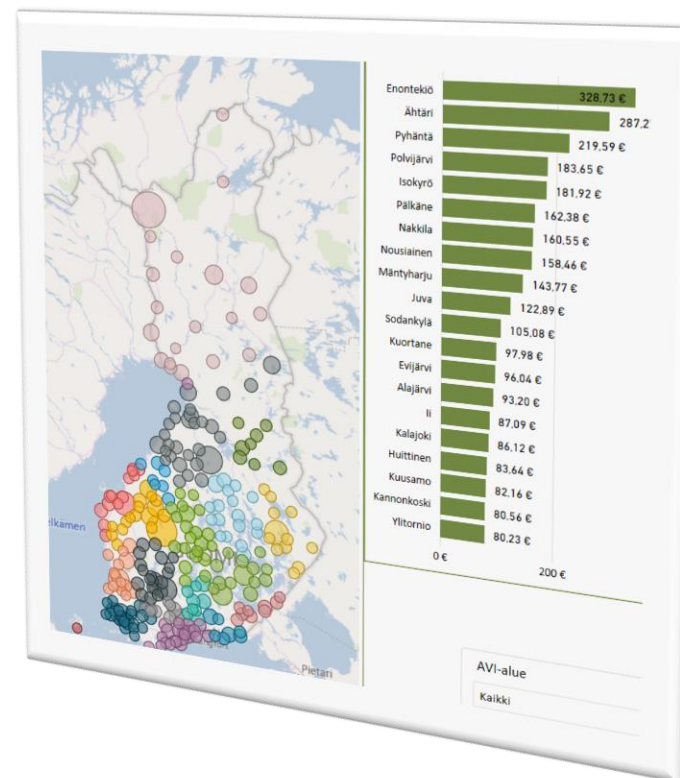 Enontekiö 328,73 €
Ähtäri 287,2
Pyhäntä 219,59 €
Polvijärvi 183,65 €
Isokyrö 181,92 €
Pälkäne 162,38 €
Nakkila 160,55 €
Nousiainen 158,46 €
Mäntyharju 143,77 €
Juva 122,89 €
Sodankylä 105,08 €
Kuortane 97,98 €
Evijärvi 96,04 €
Alajärvi 93,20 €
Ii 87,09 €
Kalajoki 86,12 €
Huittinen 83,64 €
Kuusamo 82,16 €
Kannonkoski 80,56 €
Ylitornio 80,23 €
0 € 200 €
elkämeri
Pietari
AVI-alue
Kaikki